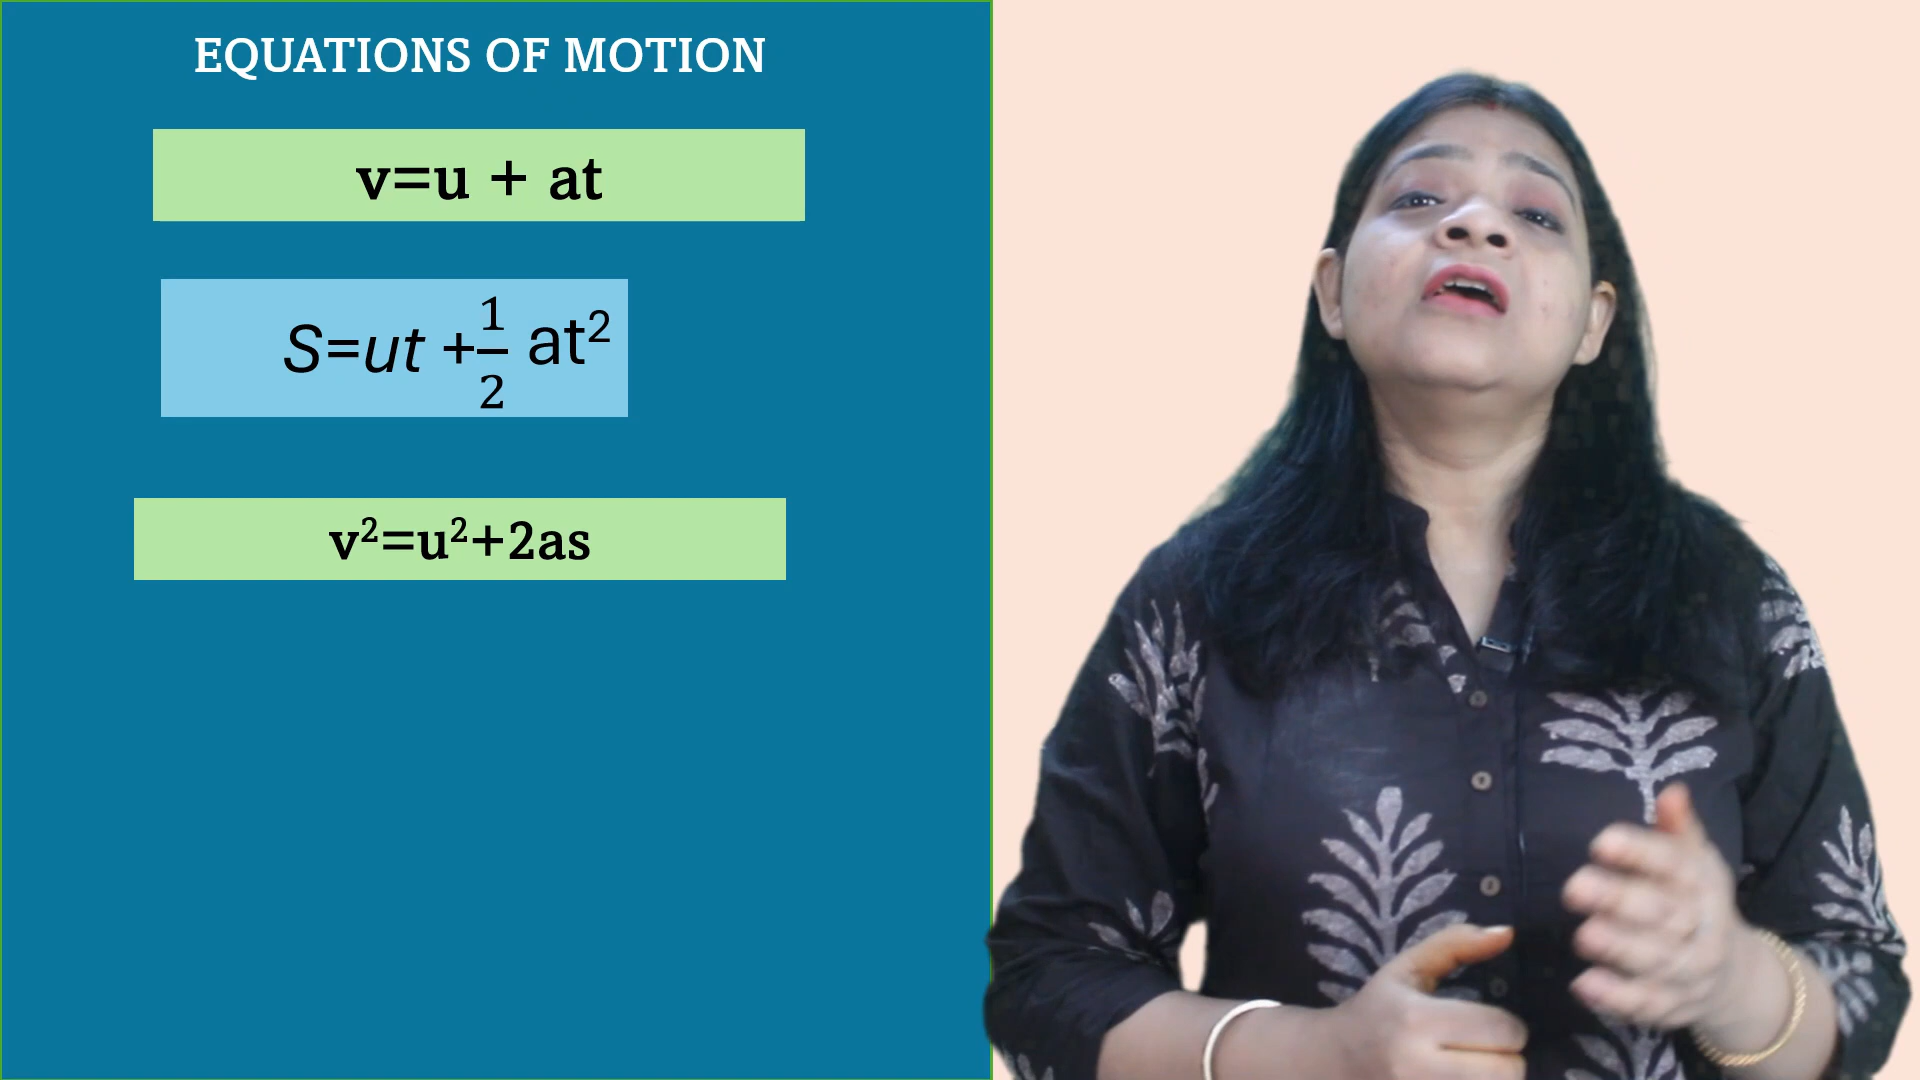 EQUATIONS OF MOTION
v=u + at
S=ut +1/2 at²
v²=u²+2as